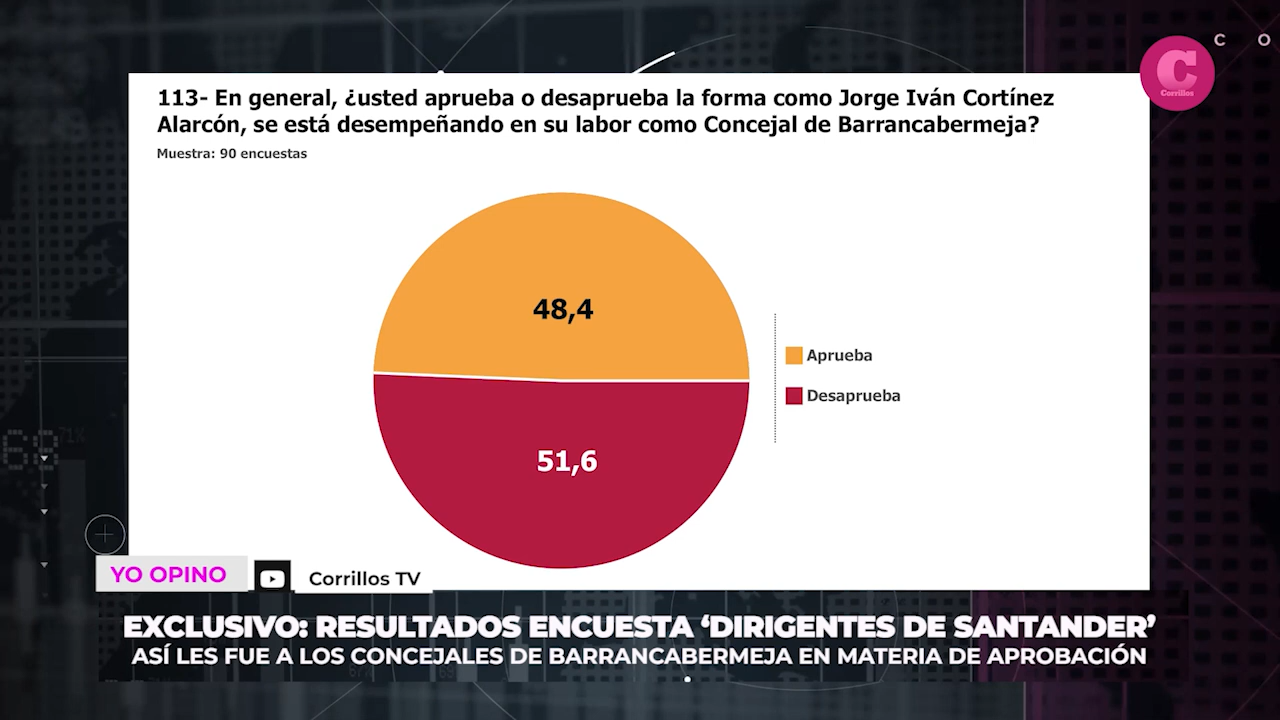 C O
C
Corrillos
113- En general, ¿usted aprueba o desaprueba la forma como Jorge Iván Cortínez
Alarcón, se está desempeñando en su labor como Concejal de Barrancabermeja?
Muestra: 90 encuestas
48,4
51,6
Aprueba
Desaprueba
71%
YO OPINO
Corrillos TV
EXCLUSIVO: RESULTADOS ENCUESTA ‘DIRIGENTES DE SANTANDER’
ASÍ LES FUE A LOS CONCEJALES DE BARRANCABERMEJA EN MATERIA DE APROBACIÓN